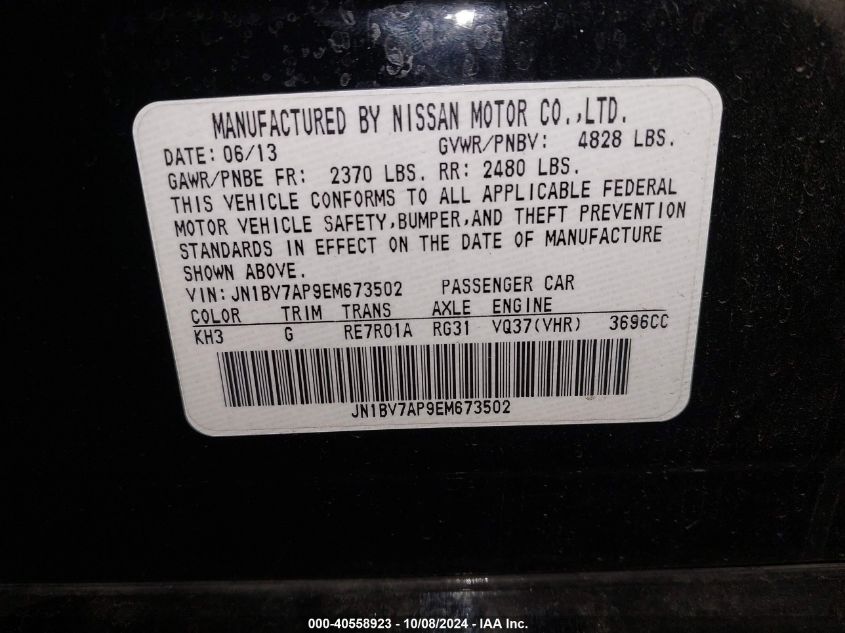 MANUFACTURED BY NISSAN MOTOR CO.,LTD.
DATE: 06/13 GVWR/PNBV: 4828 LBS.
GAWR/PNBE FR: 2370 LBS. RR: 2480 LBS.
THIS VEHICLE CONFORMS TO ALL APPLICABLE FEDERAL
MOTOR VEHICLE SAFETY,BUMPER,AND THEFT PREVENTION
STANDARDS IN EFFECT ON THE DATE OF MANUFACTURE
SHOWN ABOVE.
VIN: JN1BV7AP9EM673502 PASSENGER CAR
COLOR TRIM TRANS AXLE ENGINE
KH3 G RE7R01A RG31 VQ37(VHR) 3696CC
JN1BV7AP9EM673502
000-40558923 - 10/08/2024 - IAA Inc.